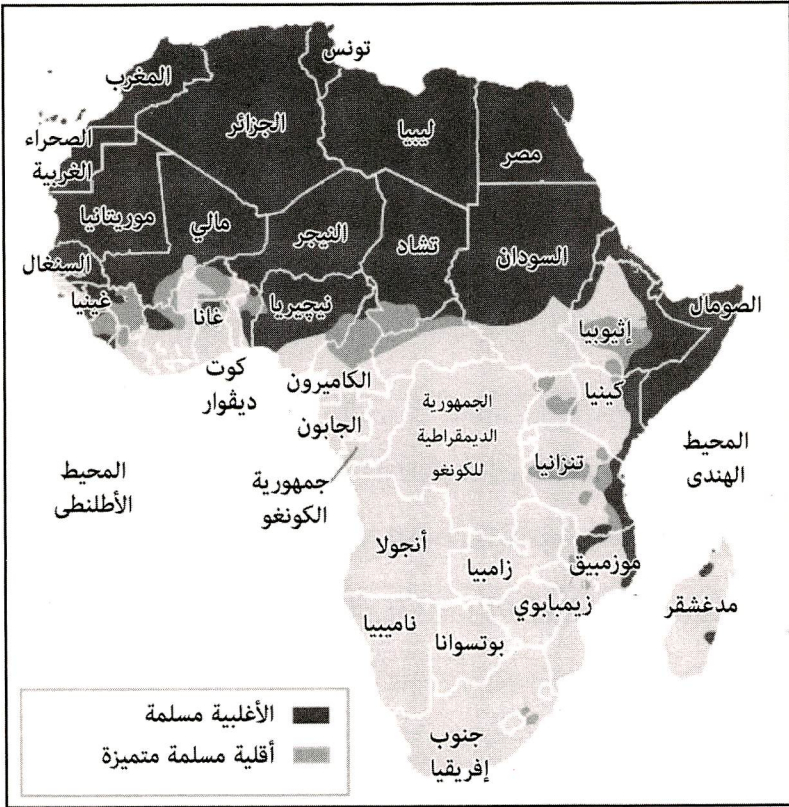 تونس
المغرب
الجزائر
ليبيا
مصر
الصحراء
الغربية
موريتانيا
مالي
النيجر
تشاد
السودان
السنغال
غينيا
غانا
نيچيريا
إثيوبيا
الصومال
كوت
ديڤوار
الكاميرون
الجابون
الجمهورية
الديمقراطية
للكونغو
كينيا
تنزانيا
المحيط
الهندى
المحيط
الأطلنطى
جمهورية
الكونغو
أنجولا
زامبيا
موزمبيق
زيمبابوي
مدغشقر
ناميبيا
بوتسوانا
جنوب
إفريقيا
الأغلبية مسلمة
أقلية مسلمة متميزة